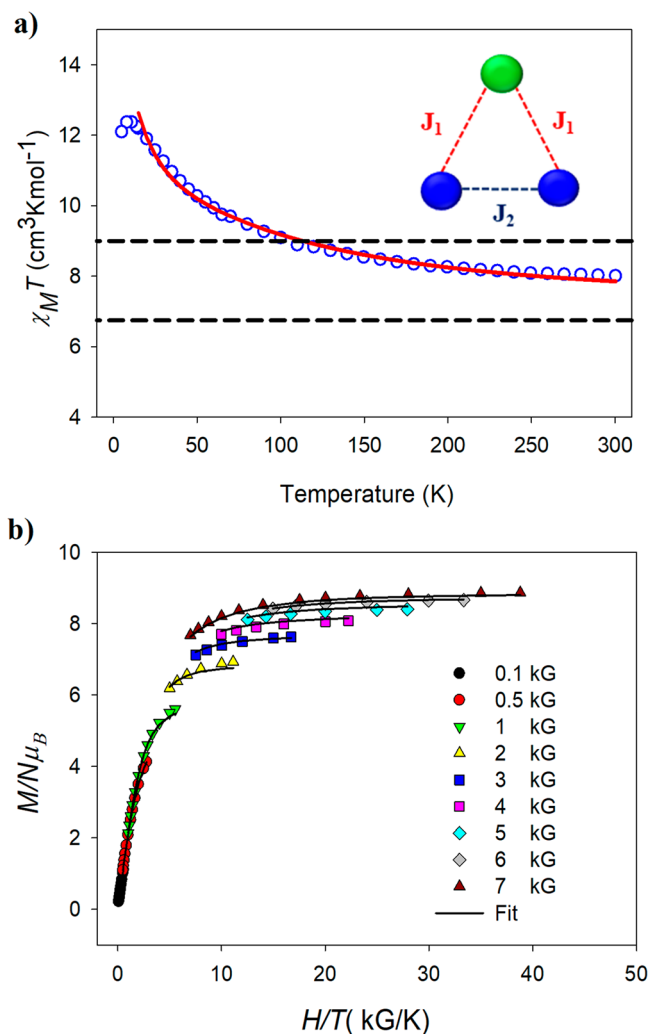 a)
14
12
10
8
6
4
χMT (cm3Kmol-1)
J1
J1
J2
0
50
100
150
200
250
300
Temperature (K)
b)
10
8
6
4
2
0
M/NμB
0.1 kG
0.5 kG
1 kG
2 kG
3 kG
4 kG
5 kG
6 kG
7 kG
Fit
0
10
20
30
40
50
H/T( kG/K)